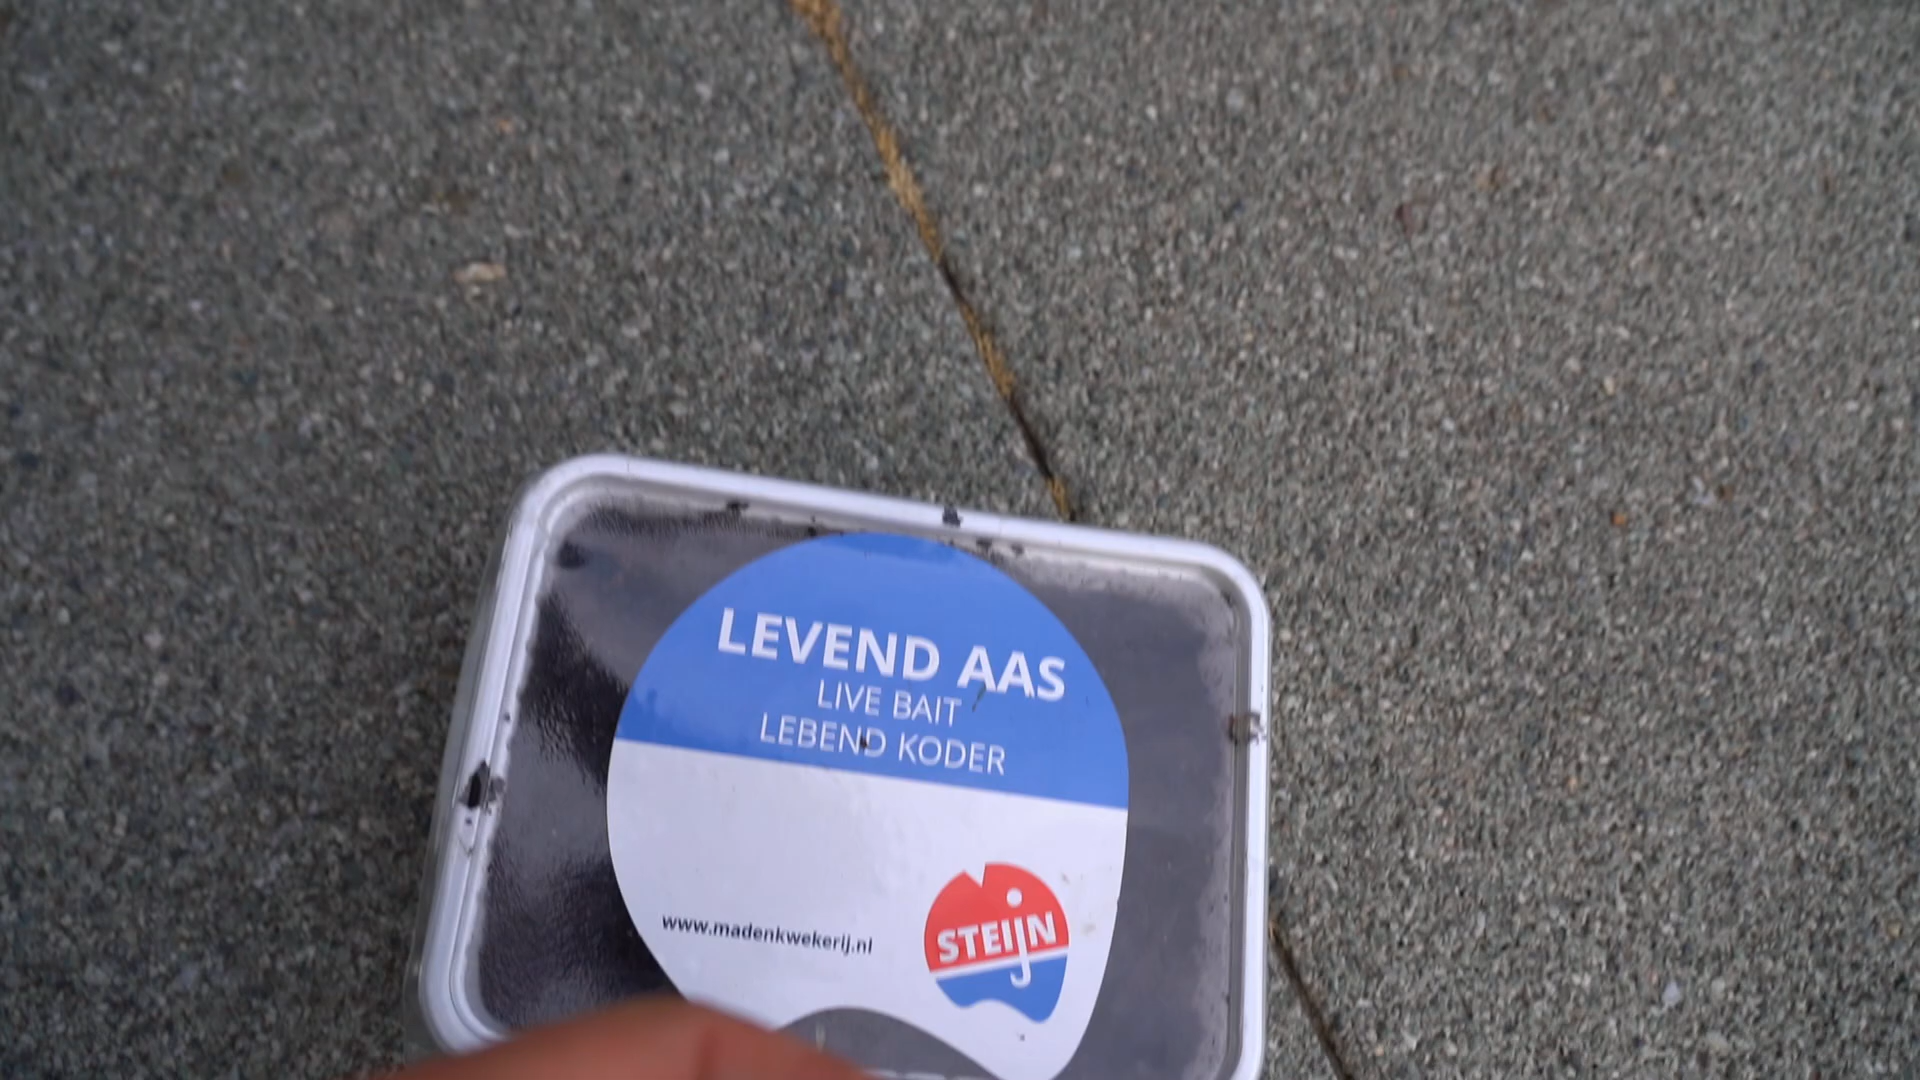 LEVEND AAS
LIVE BAIT
LEBEND KODER
www.madenkwekerij.nl
STEIJN